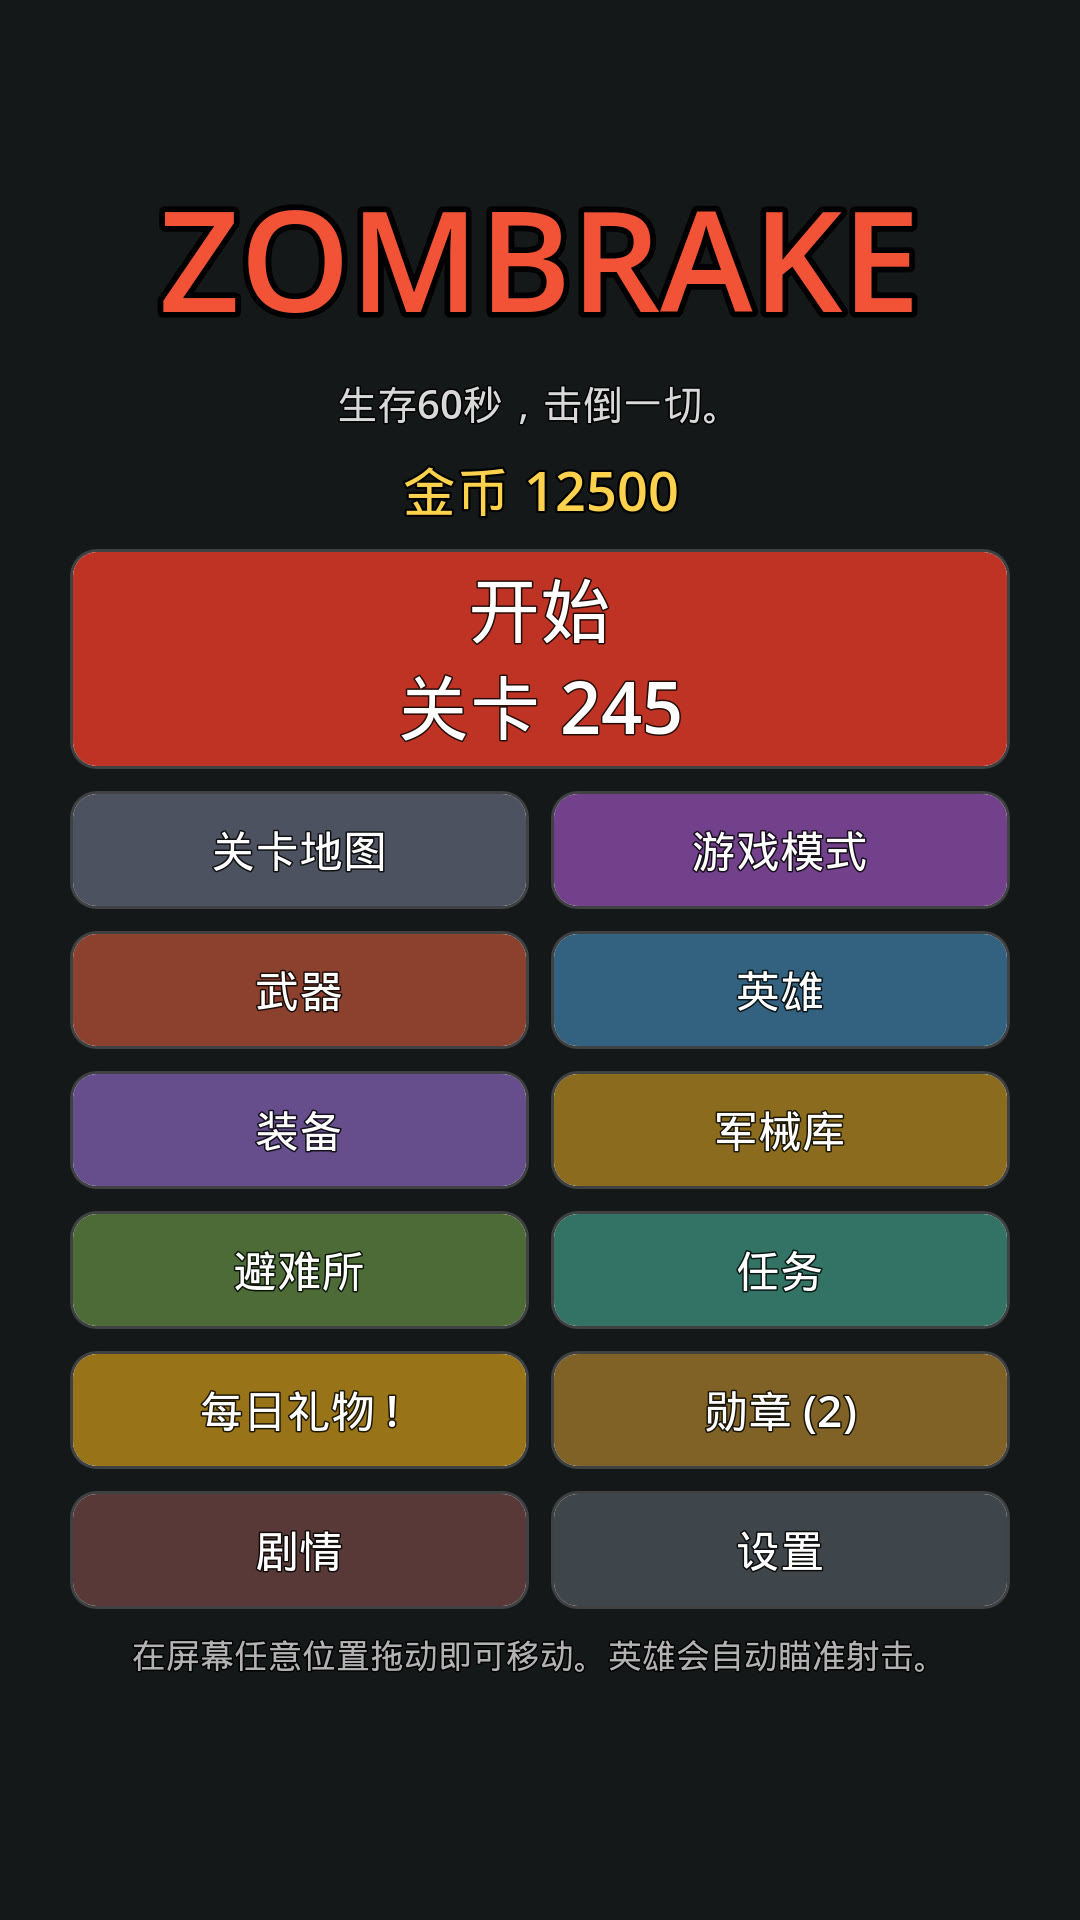 ZOMBRAKE
生存60秒，击倒一切。
金币 12500
开始
关卡 245
关卡地图
游戏模式
武器
英雄
装备
军械库
避难所
任务
每日礼物！
勋章 (2)
剧情
设置
在屏幕任意位置拖动即可移动。英雄会自动瞄准射击。